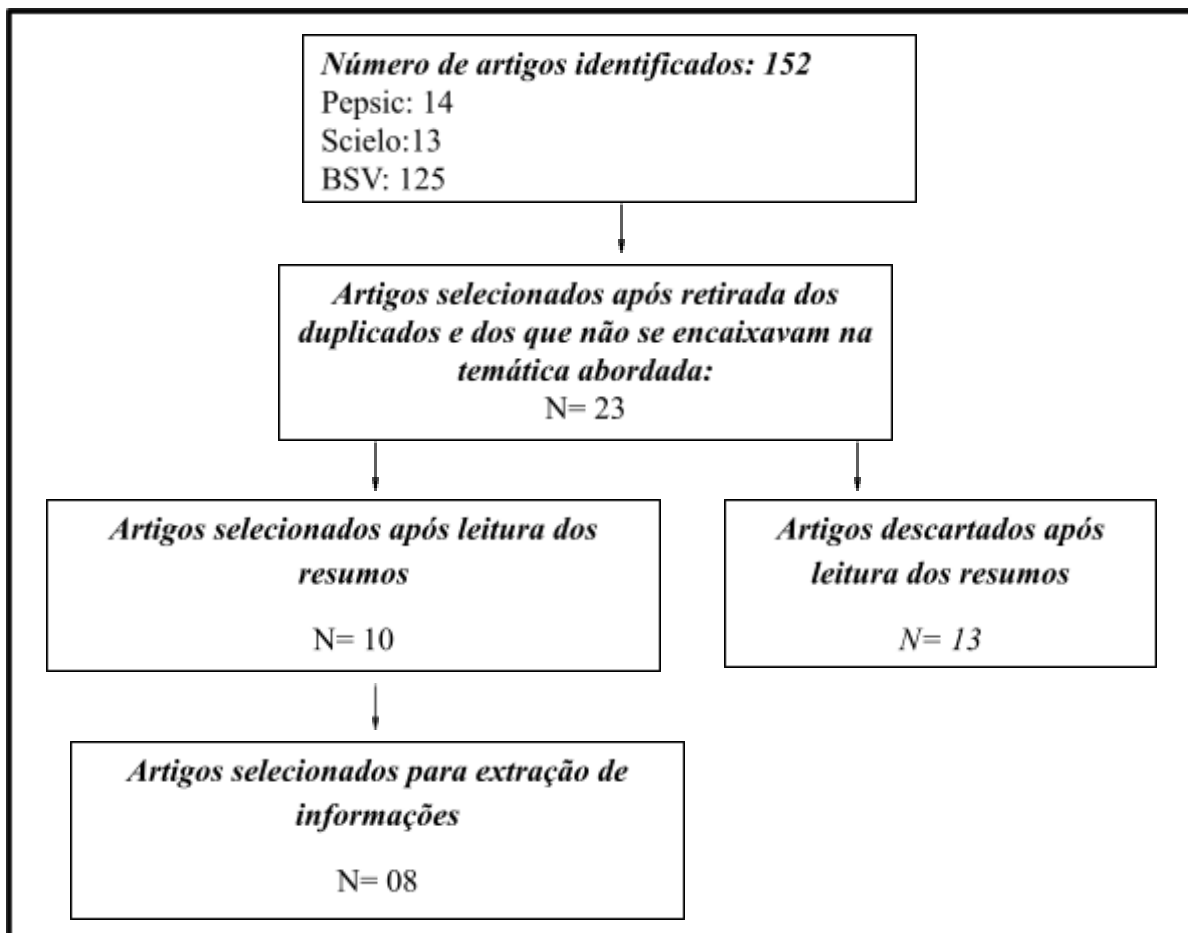 Número de artigos identificados: 152
Pepsic: 14
Scielo:13
BSV: 125
Artigos selecionados após retirada dos
duplicados e dos que não se encaixavam na
temática abordada:
N= 23
Artigos selecionados após leitura dos
resumos
N= 10
Artigos descartados após
leitura dos resumos
N= 13
Artigos selecionados para extração de
informações
N= 08